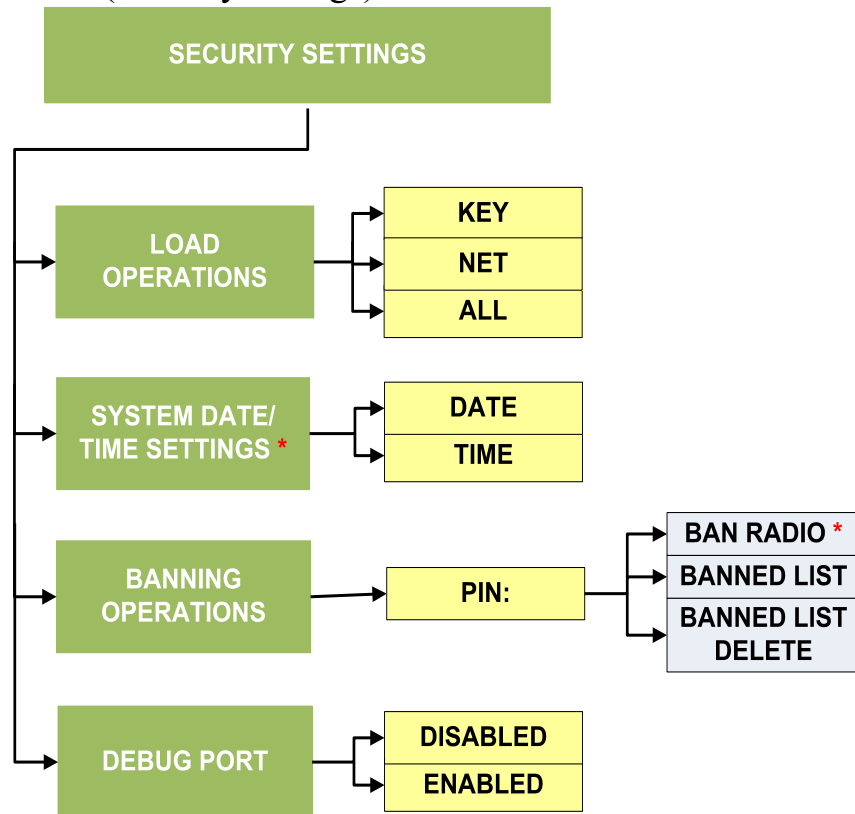 SECURITY SETTINGS
LOAD
OPERATIONS
KEY
NET
ALL
SYSTEM DATE/
TIME SETTINGS *
DATE
TIME
BANNING
OPERATIONS
PIN:
BAN RADIO *
BANNED LIST
BANNED LIST
DELETE
DEBUG PORT
DISABLED
ENABLED